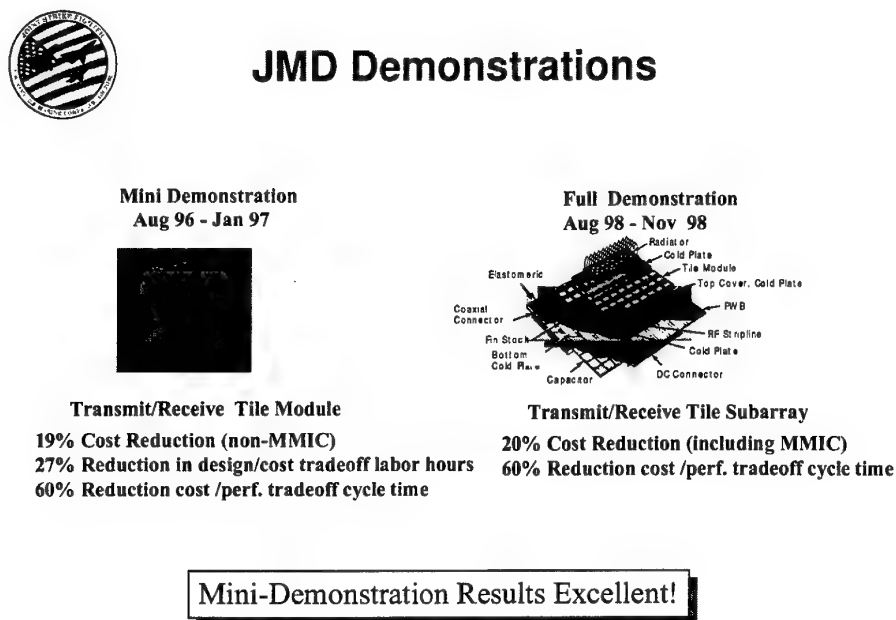 JMD Demonstrations
Mini Demonstration
Aug 96 - Jan 97
Transmit/Receive Tile Module
19% Cost Reduction (non-MMIC)
27% Reduction in design/cost tradeoff labor hours
60% Reduction cost /perf. tradeoff cycle time
Full Demonstration
Aug 98 - Nov 98
Radiator
Cold Plate
Tile Module
Top Cover, Cold Plate
Elastomeric
PWB
Coaxial
Connector
RF Stripline
Fin Stock
Cold Plate
Bottom
Cold Plate
DC Connector
Capacitor
Transmit/Receive Tile Subarray
20% Cost Reduction (including MMIC)
60% Reduction cost /perf. tradeoff cycle time
Mini-Demonstration Results Excellent!